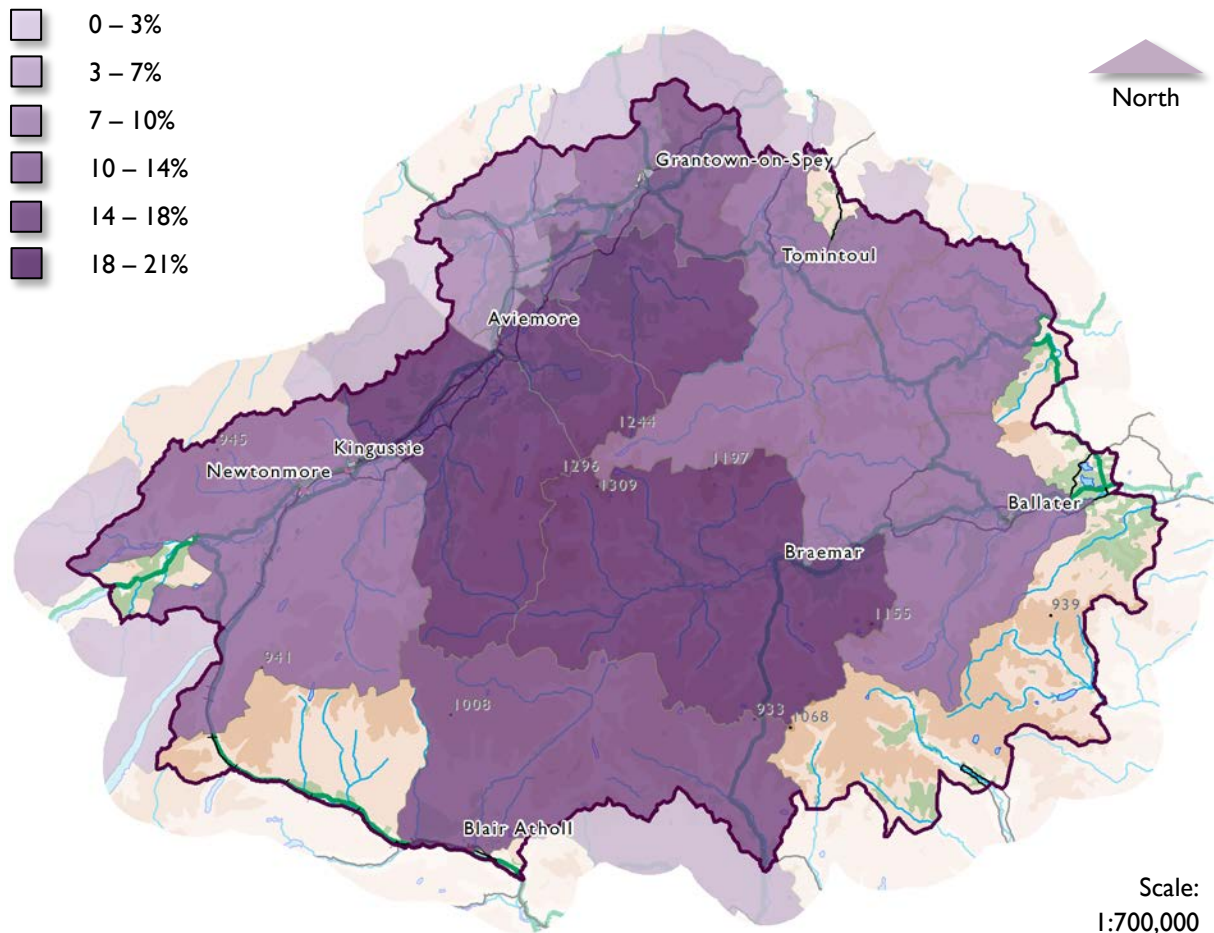 0 – 3%
3 – 7%
7 – 10%
10 – 14%
14 – 18%
18 – 21%
North
Grantown-on-Spey
Tomintoul
Aviemore
1244
945
Kingussie
1296
1197
Newtonmore
1309
Ballater
Braemar
939
1155
941
1008
933
1068
Blair Atholl
Scale:
1:700,000